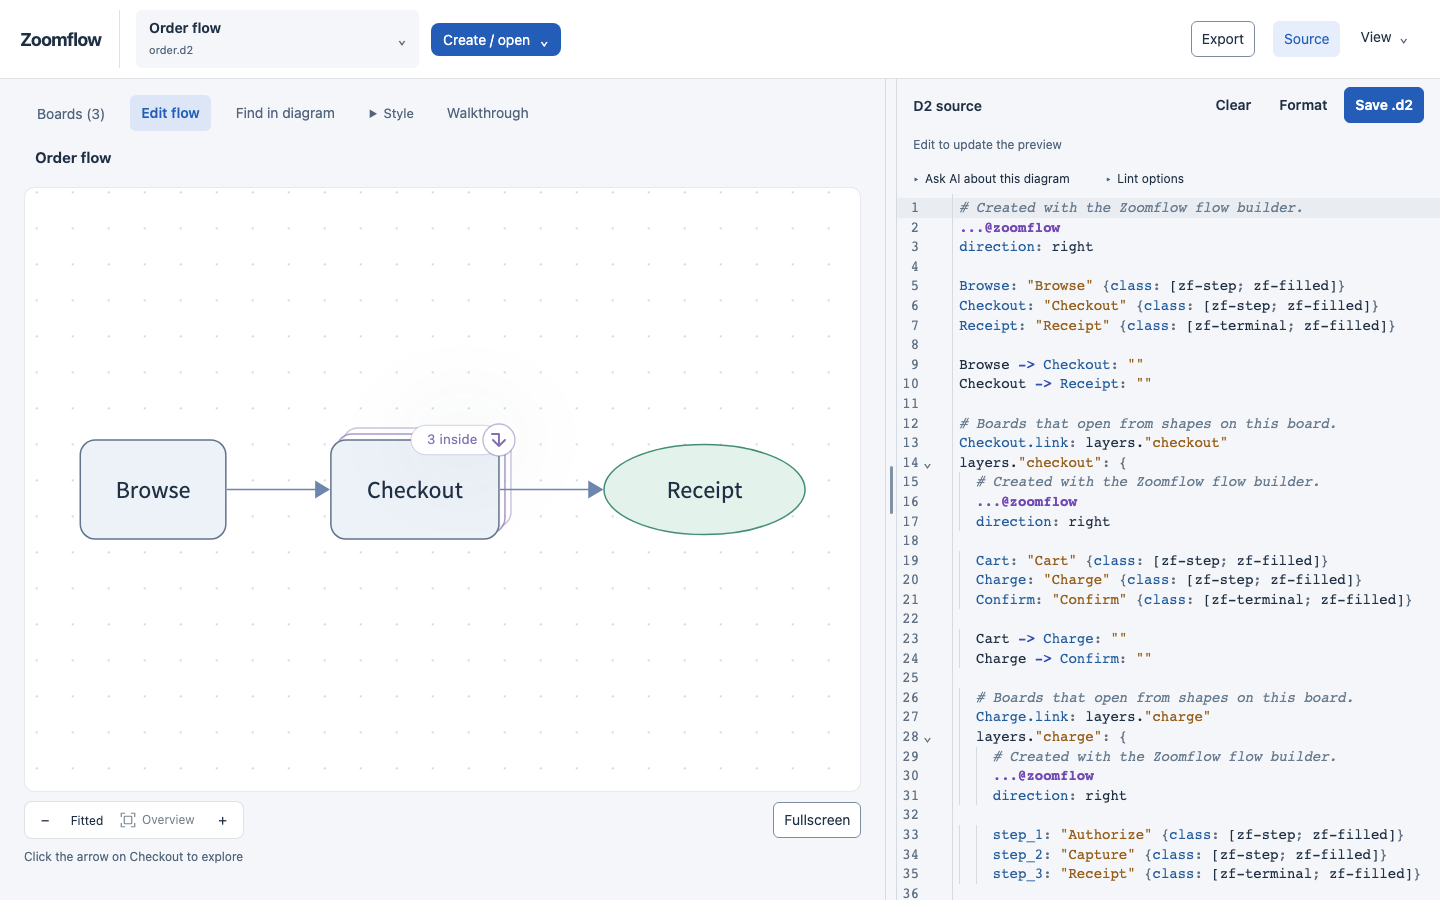 Zoomflow
Order flow
order.d2
Create / open
Export
Source
View
Boards (3)
Edit flow
Find in diagram
Style
Walkthrough
Order flow
Browse
Checkout
3 inside
Receipt
Fitted
Overview
Fullscreen
Click the arrow on Checkout to explore
D2 source
Clear
Format
Save .d2
Edit to update the preview
Ask AI about this diagram
Lint options
1 # Created with the Zoomflow flow builder.
2 ...@zoomflow
3 direction: right
4
5 Browse: "Browse" {class: [zf-step; zf-filled]}
6 Checkout: "Checkout" {class: [zf-step; zf-filled]}
7 Receipt: "Receipt" {class: [zf-terminal; zf-filled]}
8
9 Browse -> Checkout: ""
10 Checkout -> Receipt: ""
11
12 # Boards that open from shapes on this board.
13 Checkout.link: layers."checkout"
14 layers."checkout": {
15 # Created with the Zoomflow flow builder.
16 ...@zoomflow
17 direction: right
18
19 Cart: "Cart" {class: [zf-step; zf-filled]}
20 Charge: "Charge" {class: [zf-step; zf-filled]}
21 Confirm: "Confirm" {class: [zf-terminal; zf-filled]}
22
23 Cart -> Charge: ""
24 Charge -> Confirm: ""
25
26 # Boards that open from shapes on this board.
27 Charge.link: layers."charge"
28 layers."charge": {
29 # Created with the Zoomflow flow builder.
30 ...@zoomflow
31 direction: right
32
33 step_1: "Authorize" {class: [zf-step; zf-filled]}
34 step_2: "Capture" {class: [zf-step; zf-filled]}
35 step_3: "Receipt" {class: [zf-terminal; zf-filled]}
36